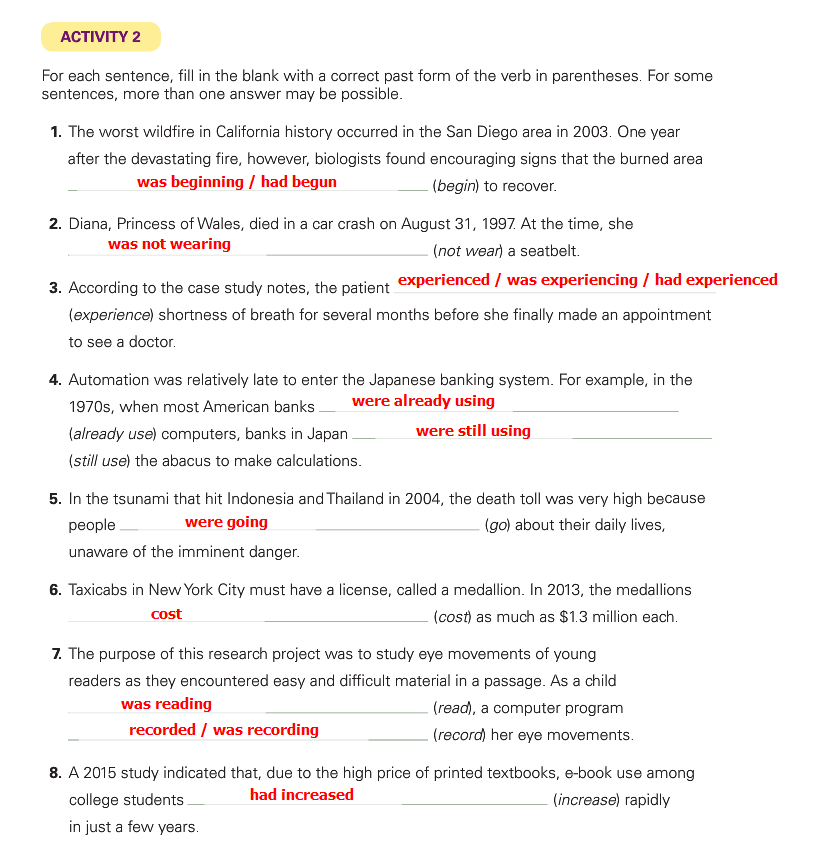 ACTIVITY 2
For each sentence, fill in the blank with a correct past form of the verb in parentheses. For some
sentences, more than one answer may be possible.
1. The worst wildfire in California history occurred in the San Diego area in 2003. One year
after the devastating fire, however, biologists found encouraging signs that the burned area
was beginning / had begun (begin) to recover.
2. Diana, Princess of Wales, died in a car crash on August 31, 1997. At the time, she
was not wearing (not wear) a seatbelt.
3. According to the case study notes, the patient experienced / was experiencing / had experienced
(experience) shortness of breath for several months before she finally made an appointment
to see a doctor.
4. Automation was relatively late to enter the Japanese banking system. For example, in the
1970s, when most American banks were already using
(already use) computers, banks in Japan were still using
(still use) the abacus to make calculations.
5. In the tsunami that hit Indonesia and Thailand in 2004, the death toll was very high because
people were going (go) about their daily lives,
unaware of the imminent danger.
6. Taxicabs in New York City must have a license, called a medallion. In 2013, the medallions
cost (cost) as much as $1.3 million each.
7. The purpose of this research project was to study eye movements of young
readers as they encountered easy and difficult material in a passage. As a child
was reading (read), a computer program
recorded / was recording (record) her eye movements.
8. A 2015 study indicated that, due to the high price of printed textbooks, e-book use among
college students had increased (increase) rapidly
in just a few years.